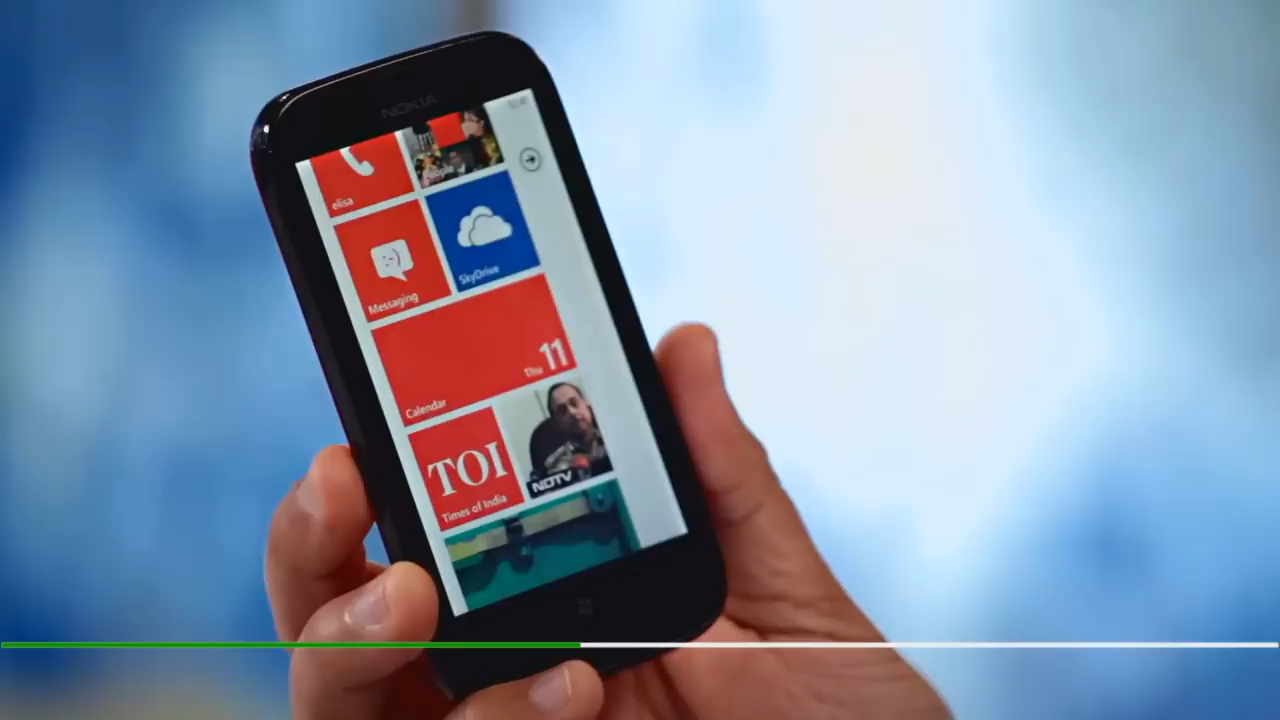 NOKIA
elisa
Messaging
SkyDrive
Calendar
Thu 11
TOI
Times of India
NDTV